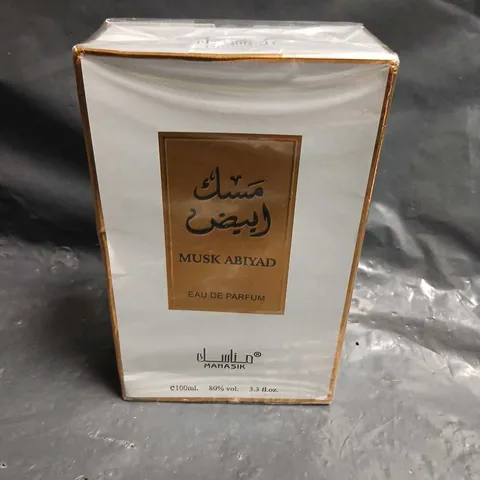 مسك
ابيض
MUSK ABIYAD
EAU DE PARFUM
مناسك®
MANASIK
℮100ml. 80% vol. 3.3 fl.oz.